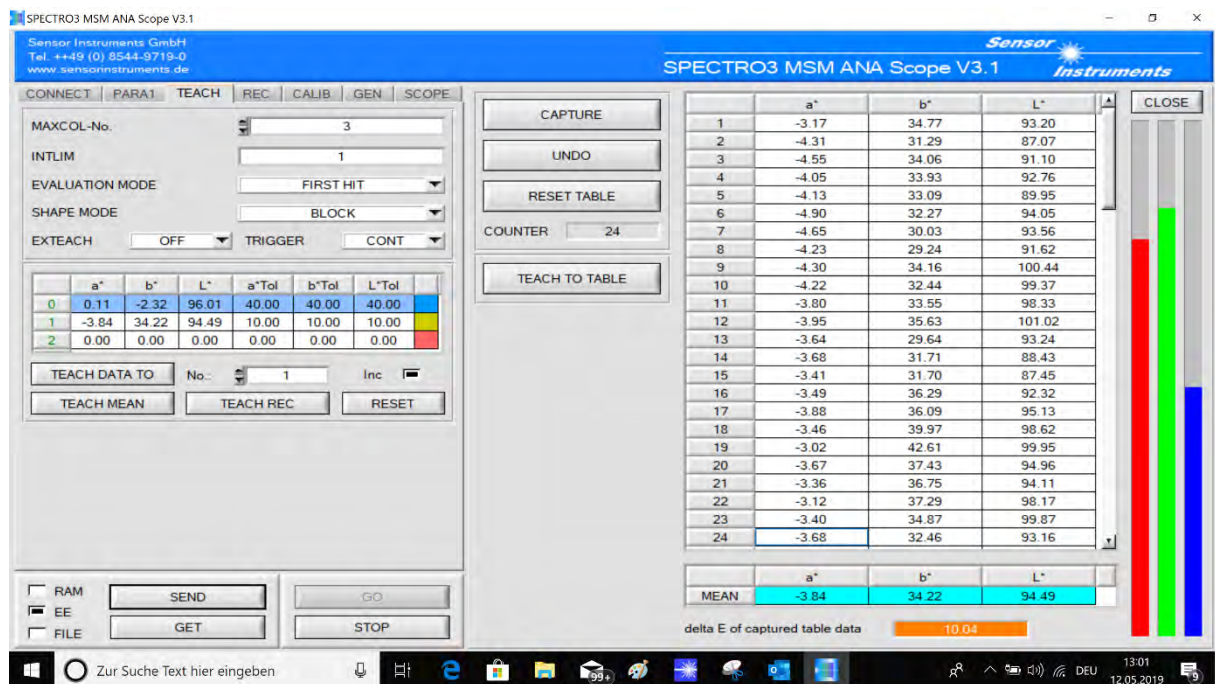 SPECTRO3 MSM ANA Scope V3.1
Sensor Instruments GmbH
Tel. ++49 (0) 8544-9719-0
www.sensorinstruments.de
Sensor
Instruments
SPECTRO3 MSM ANA Scope V3.1
CONNECT PARA1 TEACH REC CALIB GEN SCOPE
MAXCOL-No. 3
INTLIM 1
EVALUATION MODE FIRST HIT
SHAPE MODE BLOCK
EXTEACH OFF TRIGGER CONT
a* b* L* a*Tol b*Tol L*Tol
0 0.11 -2.32 96.01 40.00 40.00 40.00
1 -3.84 34.22 94.49 10.00 10.00 10.00
2 0.00 0.00 0.00 0.00 0.00 0.00
TEACH DATA TO No.: 1 Inc
TEACH MEAN TEACH REC RESET
RAM
EE
FILE
SEND
GET
GO
STOP
CAPTURE
UNDO
RESET TABLE
COUNTER 24
TEACH TO TABLE
a* b* L*
1 -3.17 34.77 93.20
2 -4.31 31.29 87.07
3 -4.55 34.06 91.10
4 -4.05 33.93 92.76
5 -4.13 33.09 89.95
6 -4.90 32.27 94.05
7 -4.65 30.03 93.56
8 -4.23 29.24 91.62
9 -4.30 34.16 100.44
10 -4.22 32.44 99.37
11 -3.80 33.55 98.33
12 -3.95 35.63 101.02
13 -3.64 29.64 93.24
14 -3.68 31.71 88.43
15 -3.41 31.70 87.45
16 -3.49 36.29 92.32
17 -3.88 36.09 95.13
18 -3.46 39.97 98.62
19 -3.02 42.61 99.95
20 -3.67 37.43 94.96
21 -3.36 36.75 94.11
22 -3.12 37.29 98.17
23 -3.40 34.87 99.87
24 -3.68 32.46 93.16
a* b* L*
MEAN -3.84 34.22 94.49
delta E of captured table data 10.04
CLOSE
Zur Suche Text hier eingeben
99+
DEU
13:01
12.05.2019
9